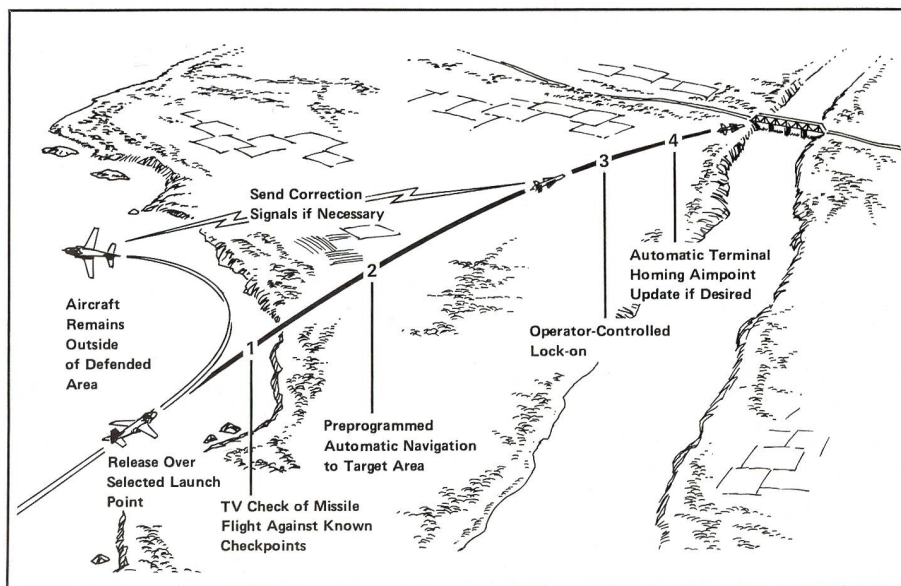 Send Correction
Signals if Necessary
4
3
2
1
Automatic Terminal
Homing Aimpoint
Update if Desired
Aircraft
Remains
Outside
of Defended
Area
Operator-Controlled
Lock-on
Preprogrammed
Automatic Navigation
to Target Area
Release Over
Selected Launch
Point
TV Check of Missile
Flight Against Known
Checkpoints